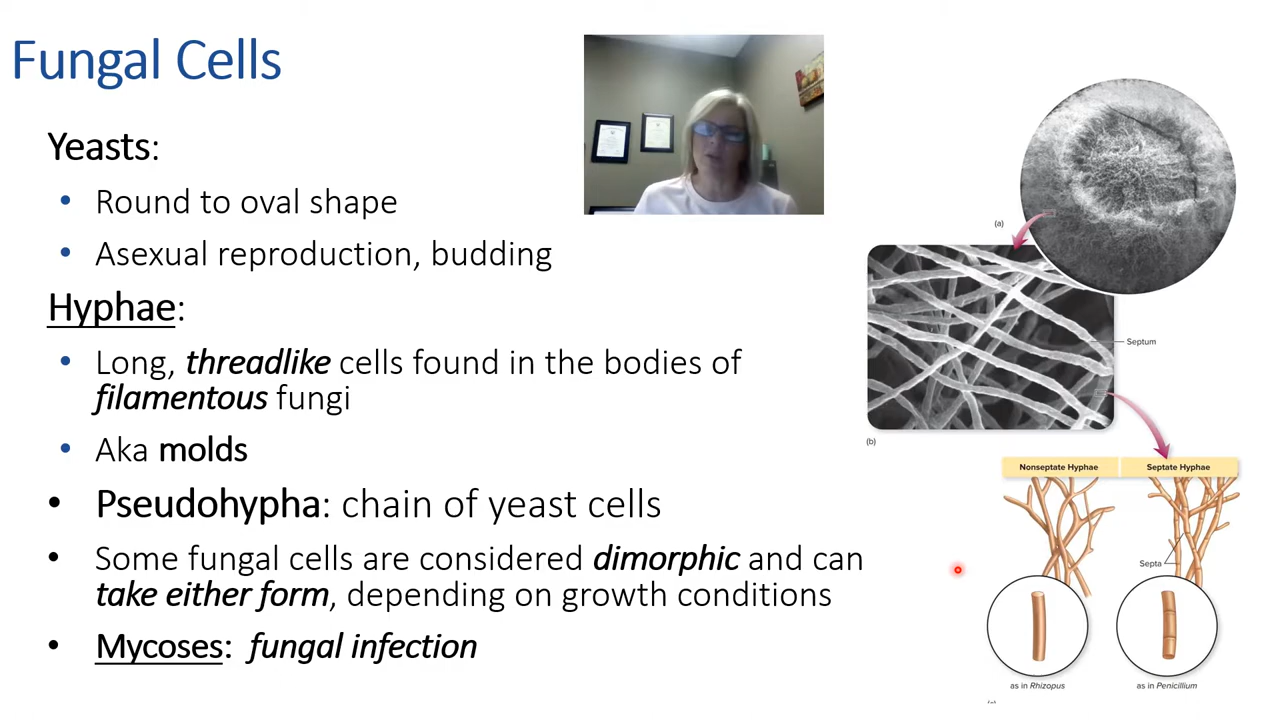 Fungal Cells
Yeasts:
• Round to oval shape
• Asexual reproduction, budding
Hyphae:
• Long, threadlike cells found in the bodies of
filamentous fungi
• Aka molds
• Pseudohypha: chain of yeast cells
• Some fungal cells are considered dimorphic and can
take either form, depending on growth conditions
• Mycoses: fungal infection
(a)
Septum
(b)
Nonseptate Hyphae
Septate Hyphae
Septa
as in Rhizopus
as in Penicillium